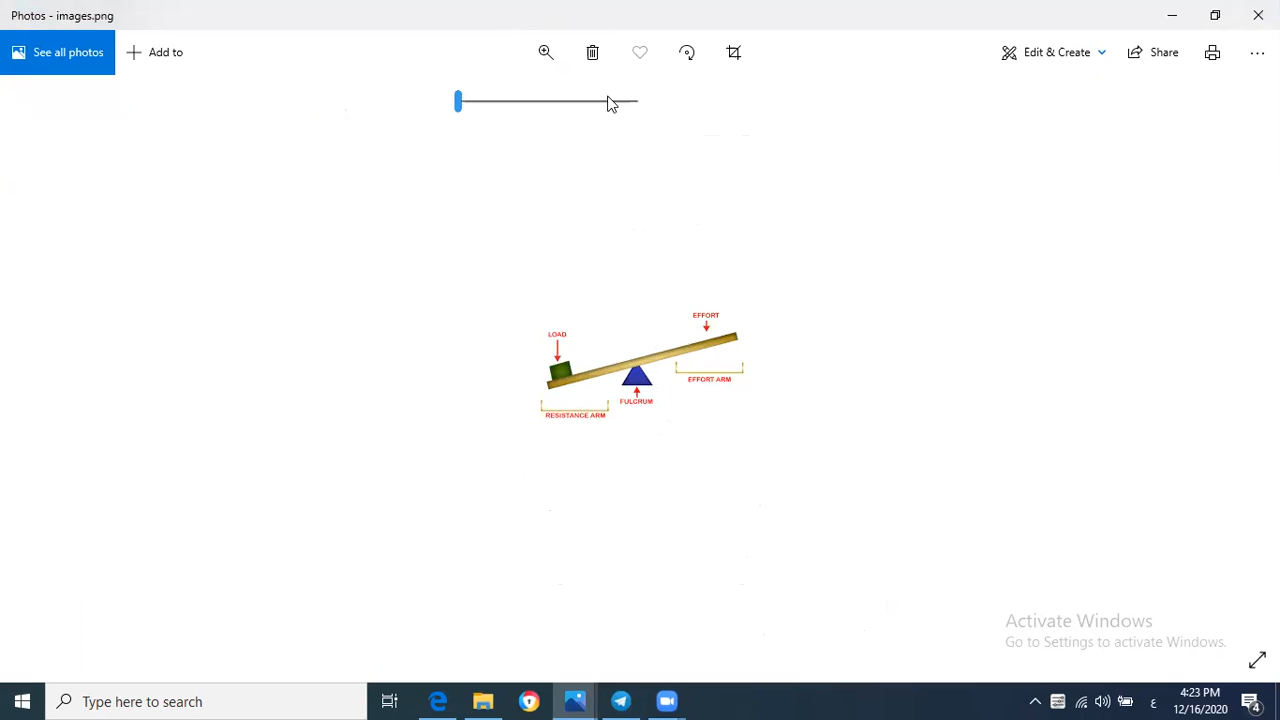 Photos - images.png
See all photos
Add to
Edit & Create
Share
EFFORT
LOAD
EFFORT ARM
FULCRUM
RESISTANCE ARM
Activate Windows
Go to Settings to activate Windows.
Type here to search
ع
4:23 PM
12/16/2020
4